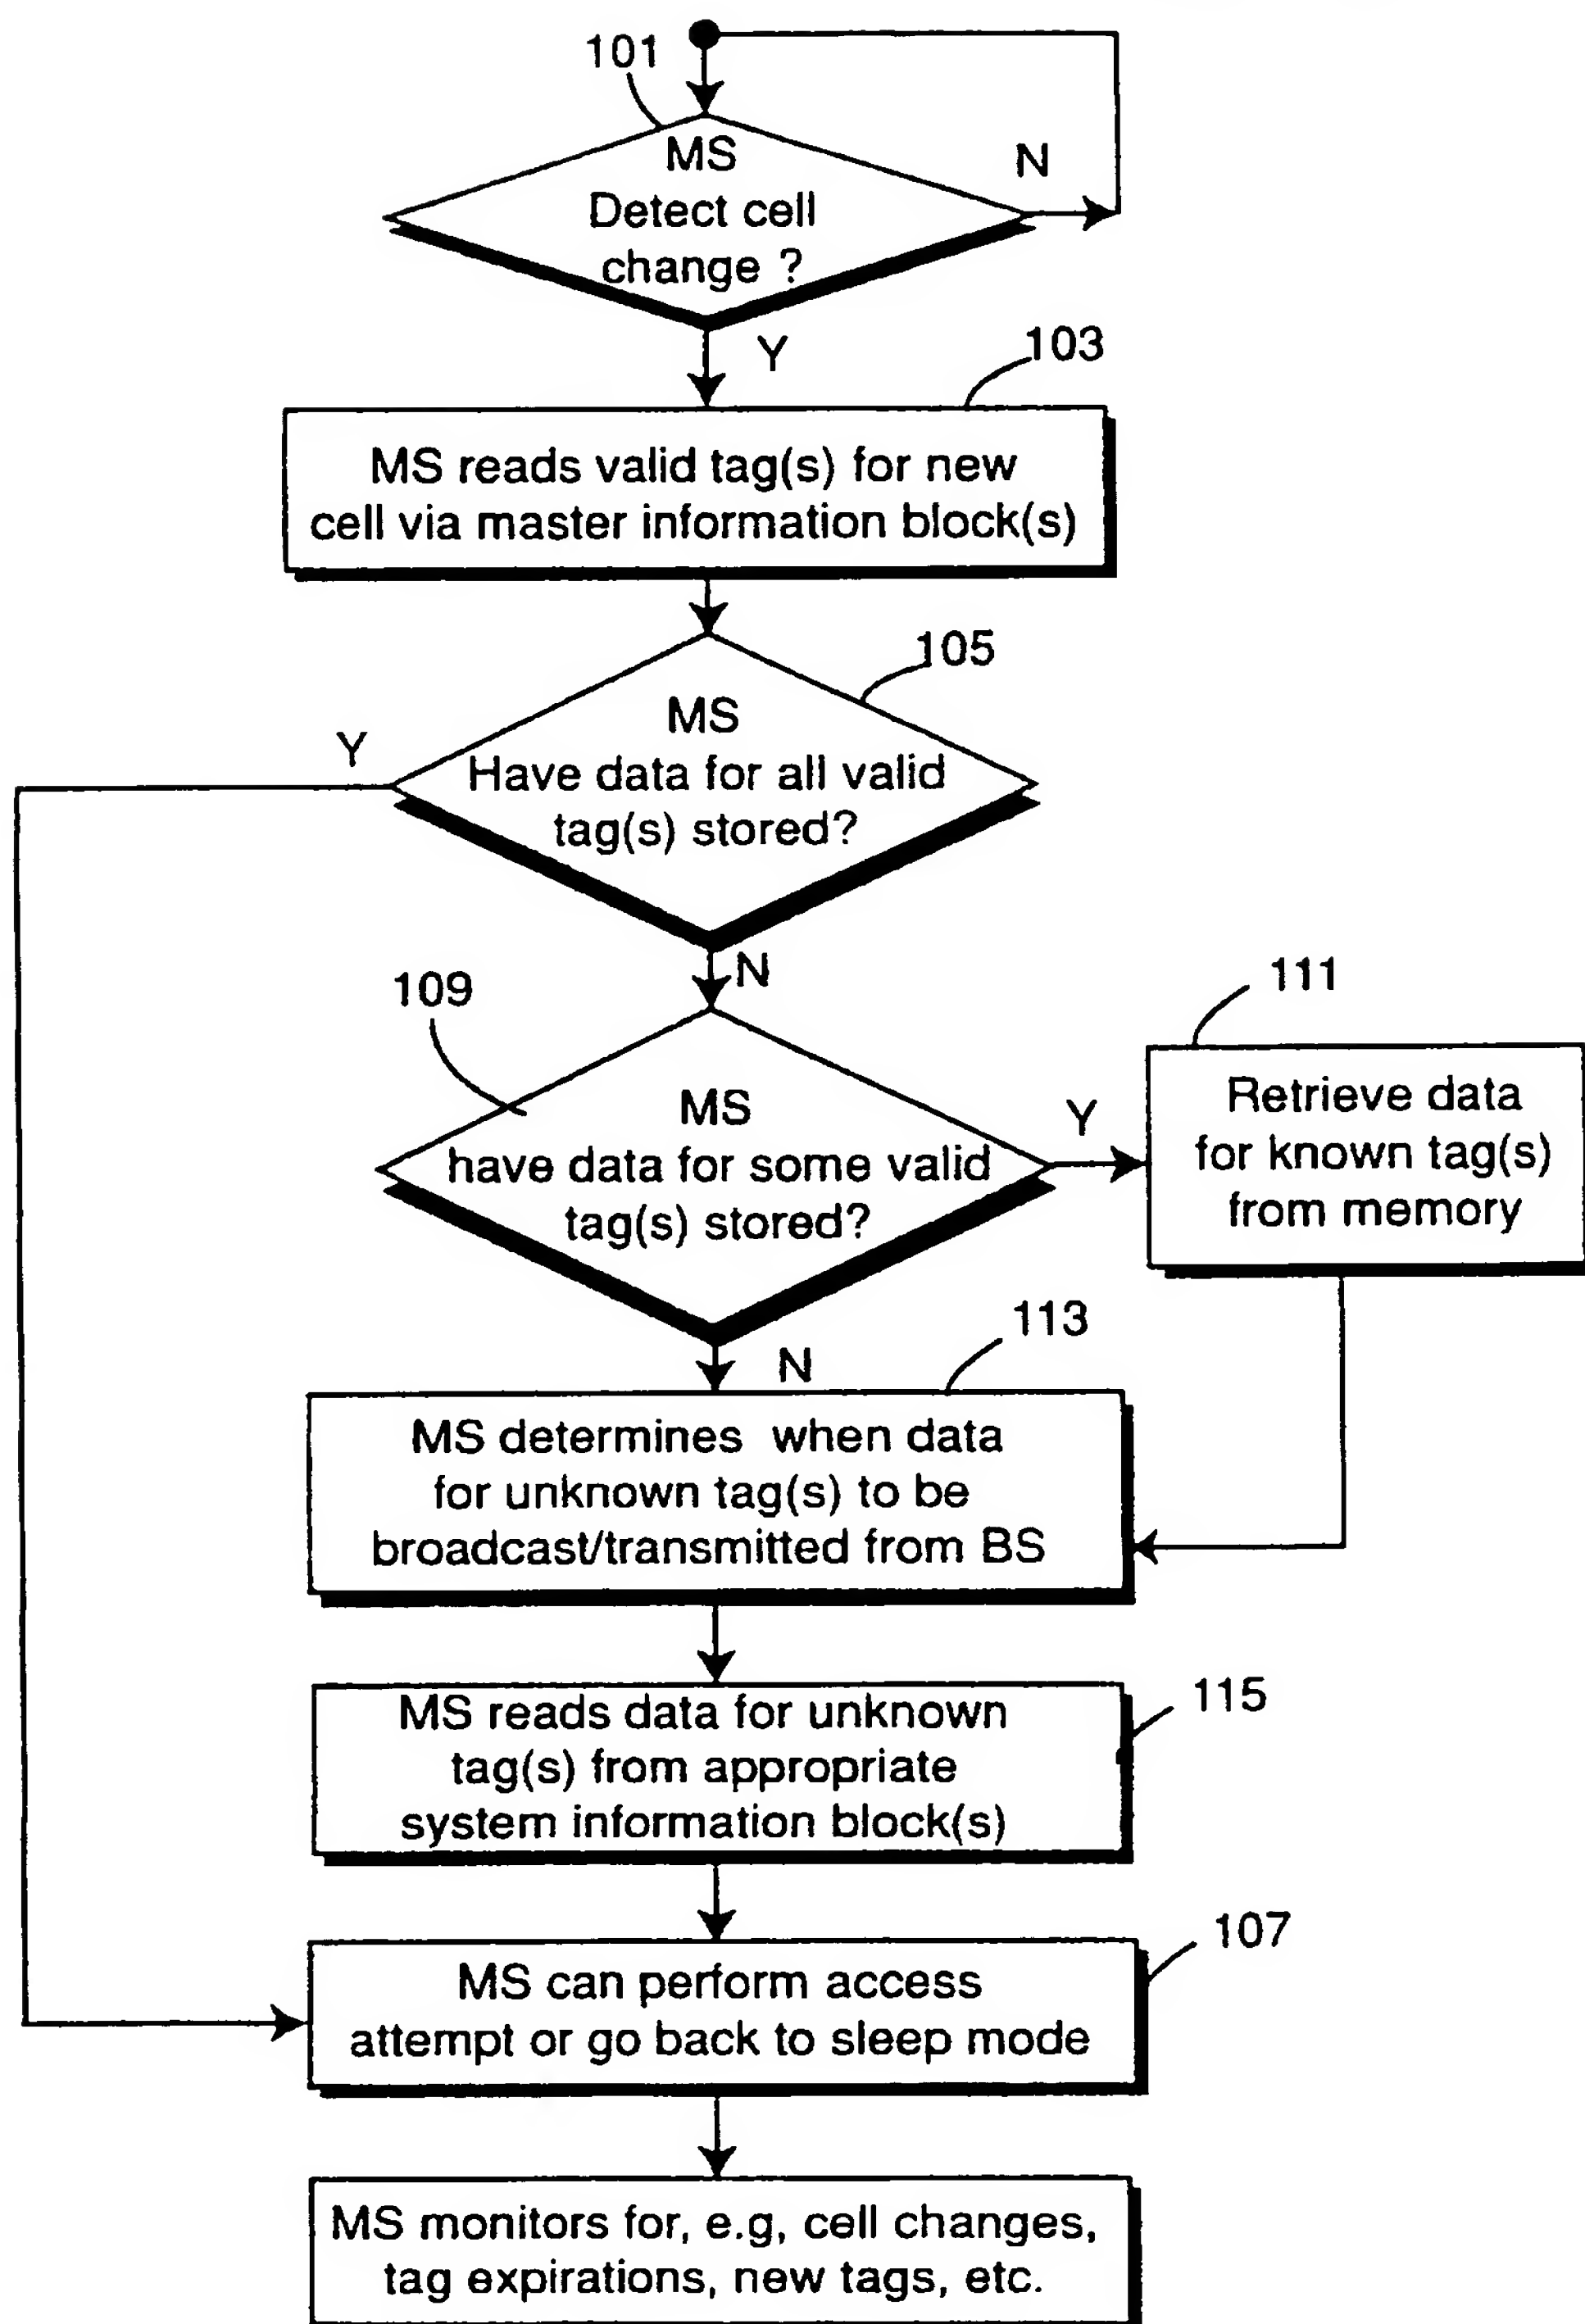 101
MS
Detect cell
change ?
N
Y
103
MS reads valid tag(s) for new
cell via master information block(s)
105
MS
Have data for all valid
tag(s) stored?
Y
N
109
MS
have data for some valid
tag(s) stored?
Y
111
Retrieve data
for known tag(s)
from memory
N
113
MS determines when data
for unknown tag(s) to be
broadcast/transmitted from BS
MS reads data for unknown
tag(s) from appropriate
system information block(s)
115
107
MS can perform access
attempt or go back to sleep mode
MS monitors for, e.g, cell changes,
tag expirations, new tags, etc.